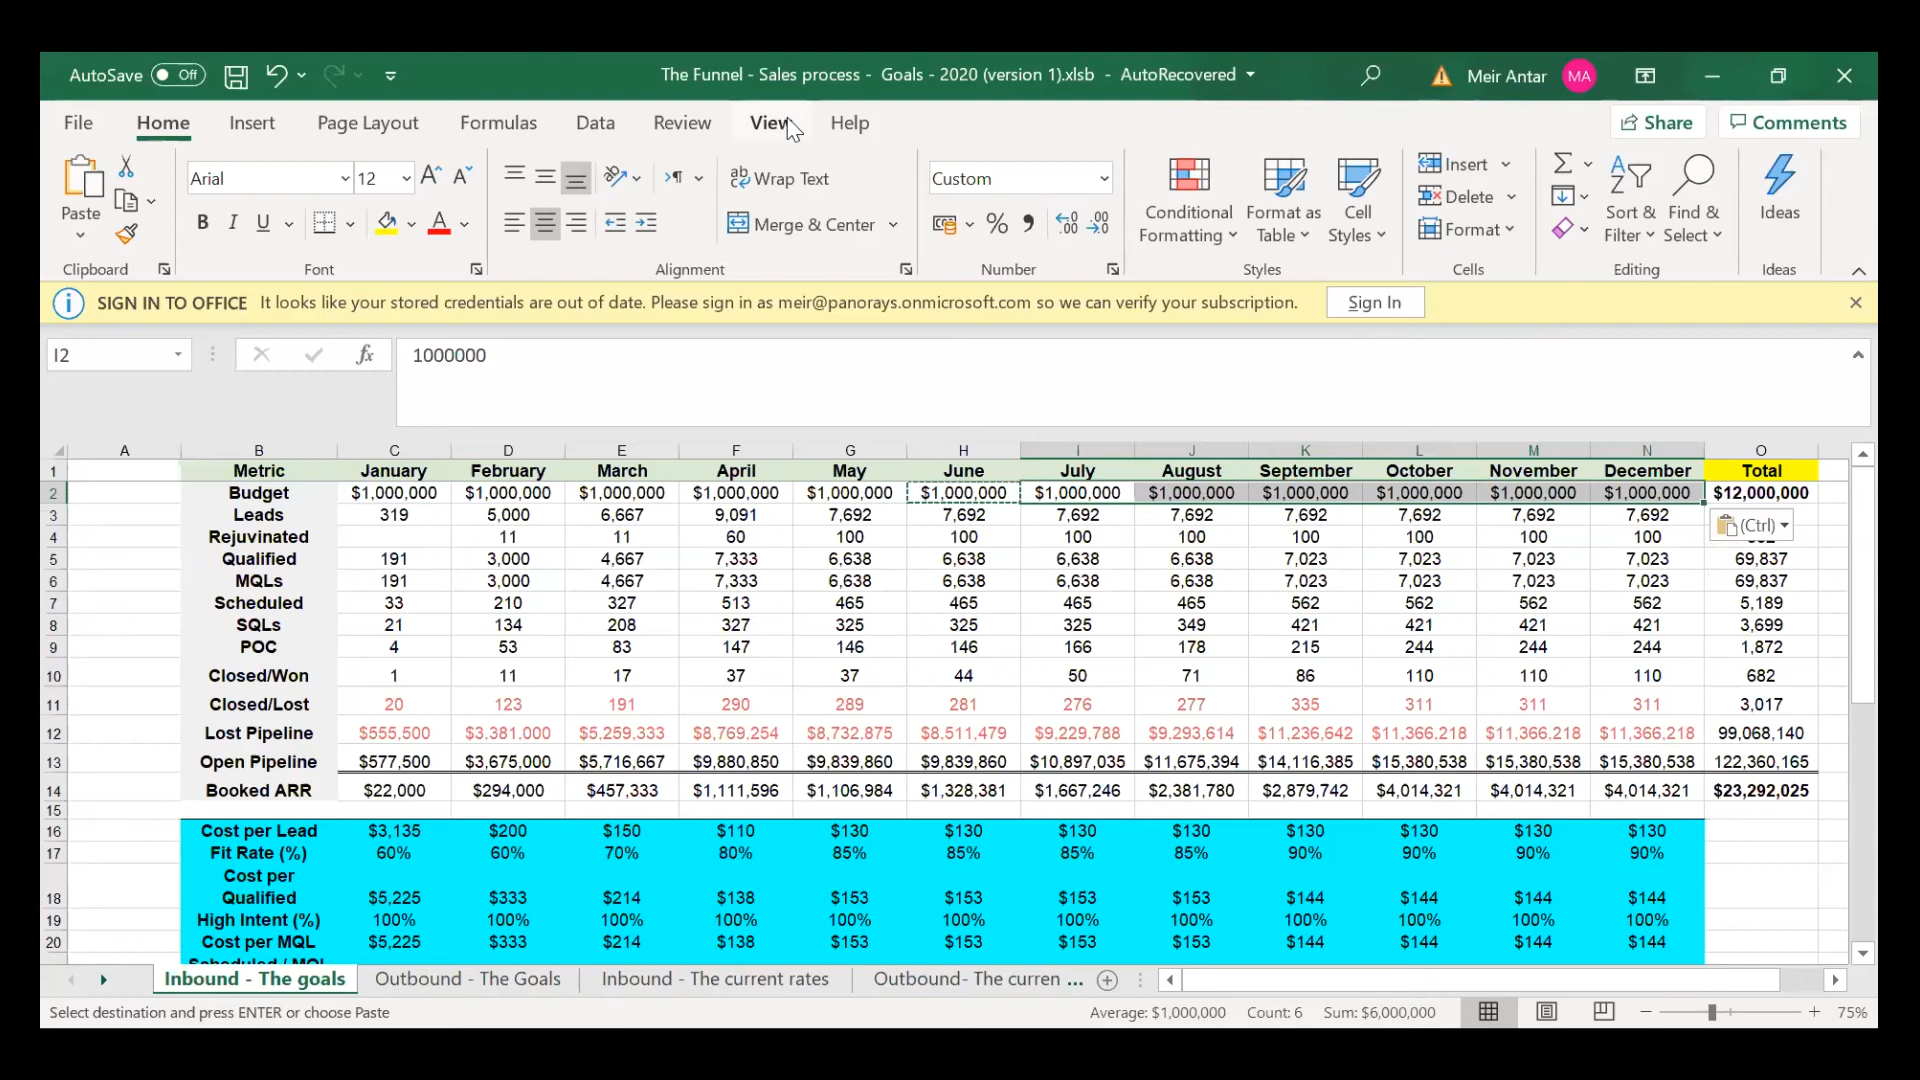 AutoSave Off The Funnel - Sales process - Goals - 2020 (version 1).xlsb - AutoRecovered Meir Antar MA
File Home Insert Page Layout Formulas Data Review View Help Share Comments
Paste Clipboard
Arial 12 B I U A Font
ab Wrap Text Merge & Center Alignment
Custom % Number
Conditional Formatting Format as Table Cell Styles Styles
Insert Delete Format Cells
Sort & Filter Find & Select Editing
Ideas Ideas
SIGN IN TO OFFICE It looks like your stored credentials are out of date. Please sign in as meir@panorays.onmicrosoft.com so we can verify your subscription. Sign In
I2 fx 1000000
A B C D E F G H I J K L M N O
1 Metric January February March April May June July August September October November December Total
2 Budget $1,000,000 $1,000,000 $1,000,000 $1,000,000 $1,000,000 $1,000,000 $1,000,000 $1,000,000 $1,000,000 $1,000,000 $1,000,000 $1,000,000 $12,000,000
3 Leads 319 5,000 6,667 9,091 7,692 7,692 7,692 7,692 7,692 7,692 7,692 7,692 (Ctrl)
4 Rejuvinated 11 11 60 100 100 100 100 100 100 100 100
5 Qualified 191 3,000 4,667 7,333 6,638 6,638 6,638 6,638 7,023 7,023 7,023 7,023 69,837
6 MQLs 191 3,000 4,667 7,333 6,638 6,638 6,638 6,638 7,023 7,023 7,023 7,023 69,837
7 Scheduled 33 210 327 513 465 465 465 465 562 562 562 562 5,189
8 SQLs 21 134 208 327 325 325 325 349 421 421 421 421 3,699
9 POC 4 53 83 147 146 146 166 178 215 244 244 244 1,872
10 Closed/Won 1 11 17 37 37 44 50 71 86 110 110 110 682
11 Closed/Lost 20 123 191 290 289 281 276 277 335 311 311 311 3,017
12 Lost Pipeline $555,500 $3,381,000 $5,259,333 $8,769,254 $8,732,875 $8,511,479 $9,229,788 $9,293,614 $11,236,642 $11,366,218 $11,366,218 $11,366,218 99,068,140
13 Open Pipeline $577,500 $3,675,000 $5,716,667 $9,880,850 $9,839,860 $9,839,860 $10,897,035 $11,675,394 $14,116,385 $15,380,538 $15,380,538 $15,380,538 122,360,165
14 Booked ARR $22,000 $294,000 $457,333 $1,111,596 $1,106,984 $1,328,381 $1,667,246 $2,381,780 $2,879,742 $4,014,321 $4,014,321 $4,014,321 $23,292,025
15
16 Cost per Lead $3,135 $200 $150 $110 $130 $130 $130 $130 $130 $130 $130 $130
17 Fit Rate (%) 60% 60% 70% 80% 85% 85% 85% 85% 90% 90% 90% 90%
Cost per
18 Qualified $5,225 $333 $214 $138 $153 $153 $153 $153 $144 $144 $144 $144
19 High Intent (%) 100% 100% 100% 100% 100% 100% 100% 100% 100% 100% 100% 100%
20 Cost per MQL $5,225 $333 $214 $138 $153 $153 $153 $153 $144 $144 $144 $144
Scheduled / MQL
Inbound - The goals Outbound - The Goals Inbound - The current rates Outbound- The curren ...
Select destination and press ENTER or choose Paste Average: $1,000,000 Count: 6 Sum: $6,000,000 75%